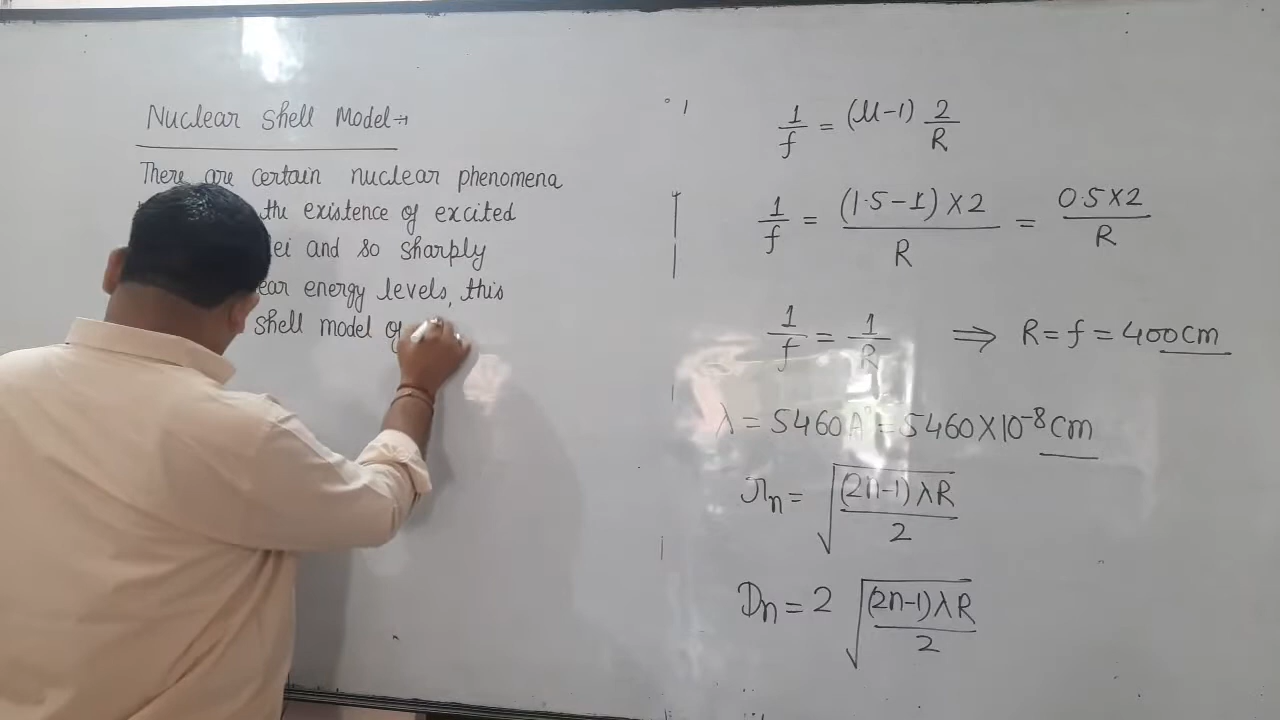 Nuclear Shell Model→
There are certain nuclear phenomena
the existence of excited
and so sharply
energy levels, this
shell model of
1/f = (μ-1) 2/R
1/f = (1.5-1)×2/R = 0.5×2/R
1/f = 1/R ⇒ R = f = 400cm
λ = 5460A° = 5460×10⁻⁸cm
rₙ = √((2n-1)λR/2)
Dₙ = 2 √((2n-1)λR/2)